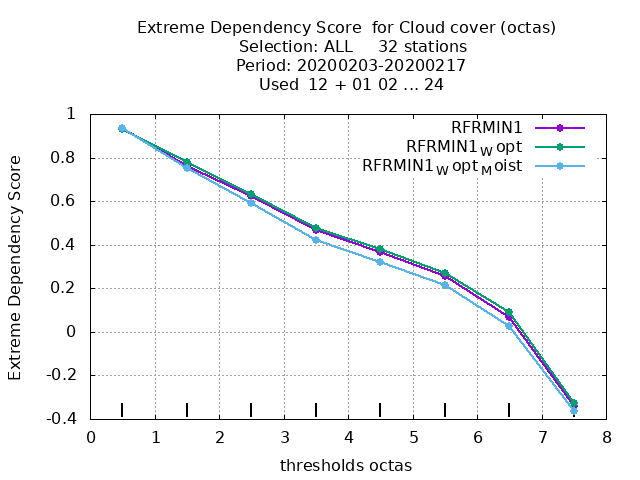 Extreme Dependency Score  for Cloud cover (octas)
Selection: ALL     32 stations
Period: 20200203-20200217
Used  12 + 01 02 ... 24
RFRMIN1
RFRMIN1W opt
RFRMIN1W optM oist
Extreme Dependency Score
1
0.8
0.6
0.4
0.2
0
-0.2
-0.4
0 1 2 3 4 5 6 7 8
thresholds octas